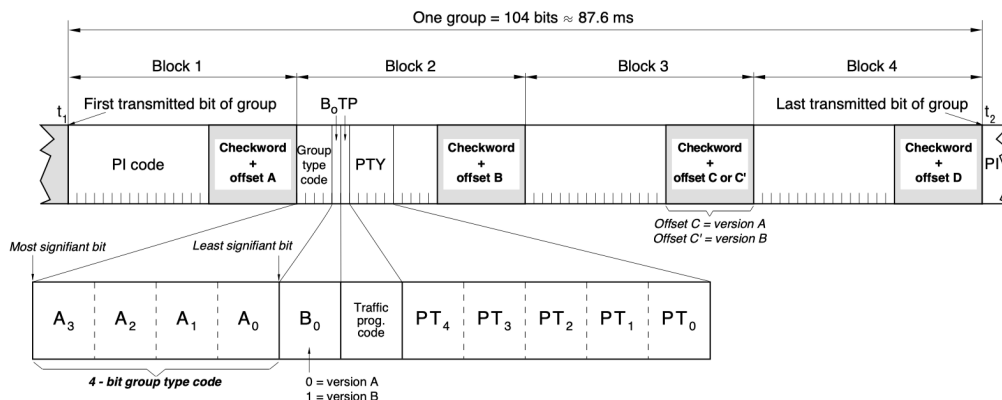 One group = 104 bits ≈ 87.6 ms
Block 1
Block 2
Block 3
Block 4
t1
First transmitted bit of group
B0 TP
Last transmitted bit of group
t2
PI code
Checkword
+
offset A
Group
type
code
PTY
Checkword
+
offset B
Checkword
+
offset C or C'
Checkword
+
offset D
PI
Offset C = version A
Offset C' = version B
Most signifiant bit
Least signifiant bit
A3
A2
A1
A0
B0
Traffic
prog.
code
PT4
PT3
PT2
PT1
PT0
4 - bit group type code
0 = version A
1 = version B